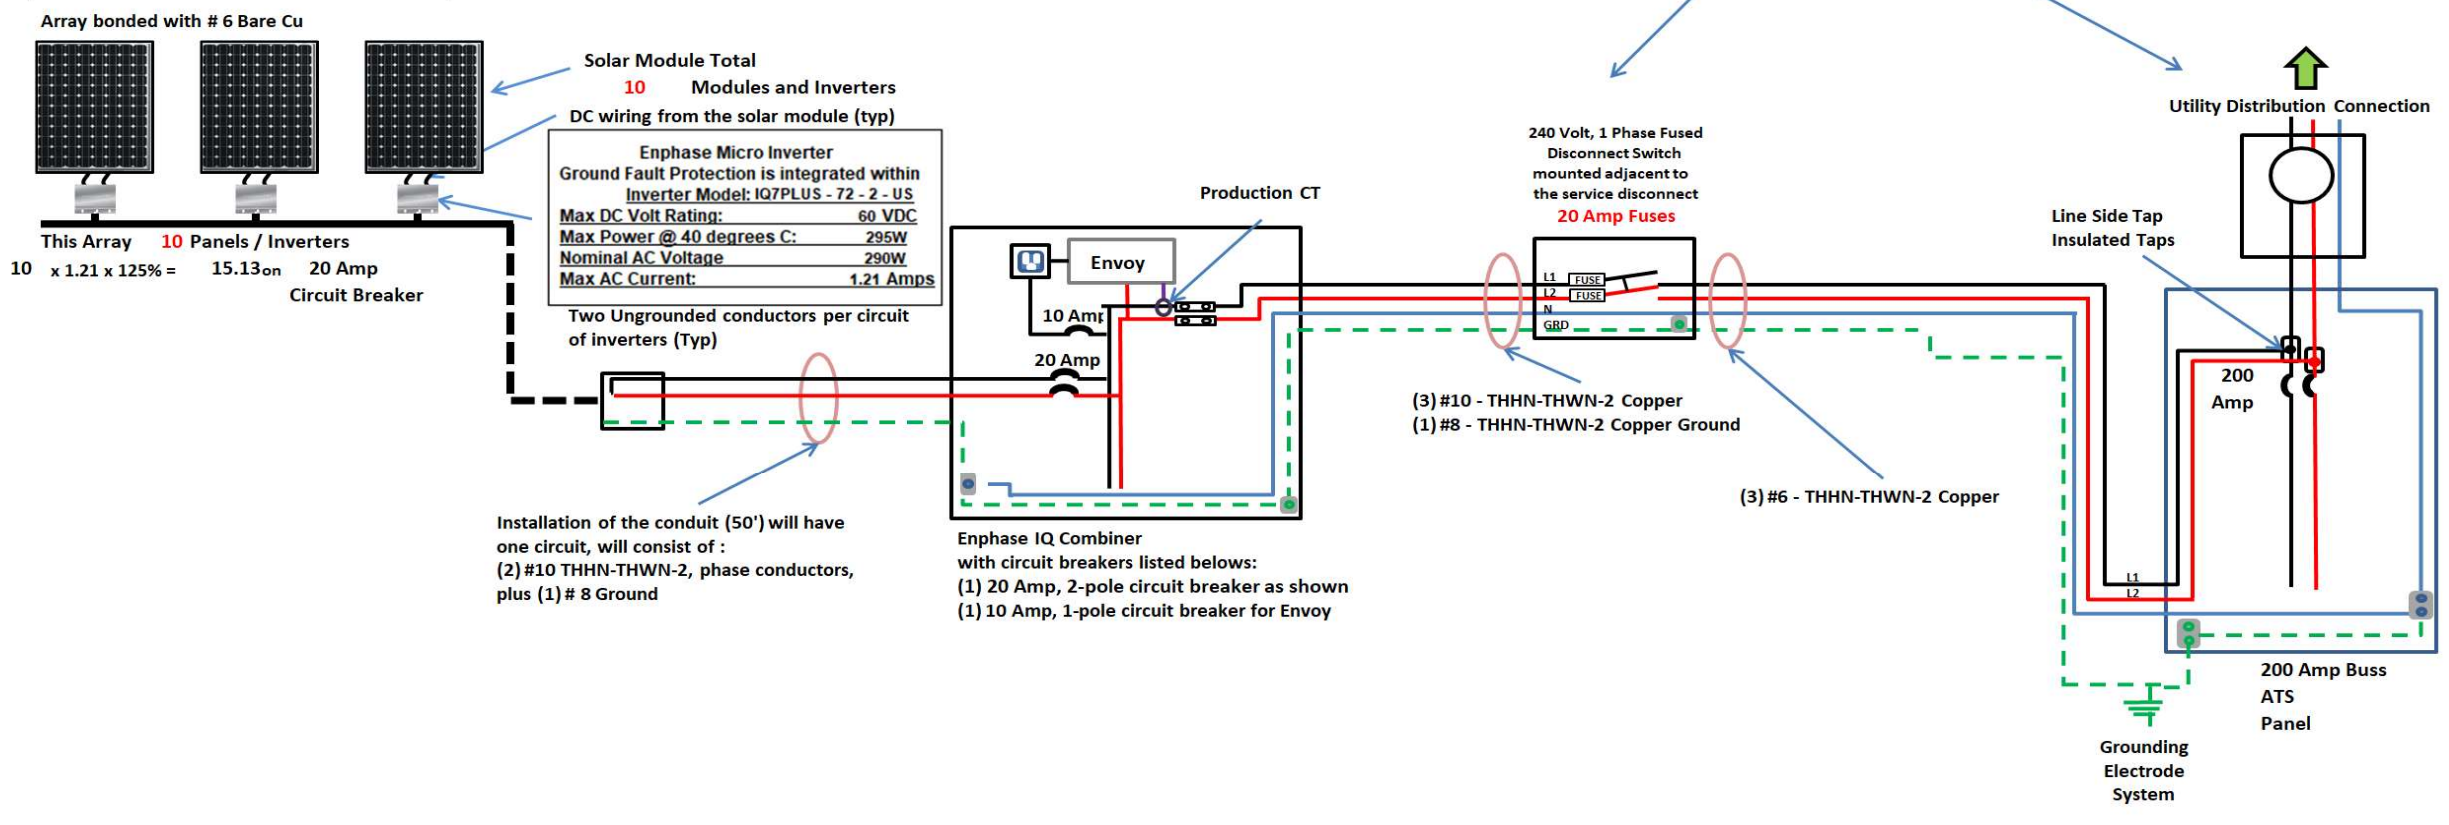 Array bonded with # 6 Bare Cu
Solar Module Total
10 Modules and Inverters
DC wiring from the solar module (typ)
Enphase Micro Inverter
Ground Fault Protection is integrated within
Inverter Model: IQ7PLUS - 72 - 2 - US
Max DC Volt Rating: 60 VDC
Max Power @ 40 degrees C: 295W
Nominal AC Voltage 290W
Max AC Current: 1.21 Amps
This Array 10 Panels / Inverters
10 x 1.21 x 125% = 15.13 on 20 Amp
Circuit Breaker
Two Ungrounded conductors per circuit
of inverters (Typ)
Installation of the conduit (50') will have
one circuit, will consist of :
(2) #10 THHN-THWN-2, phase conductors,
plus (1) # 8 Ground
Production CT
Envoy
10 Amp
20 Amp
Enphase IQ Combiner
with circuit breakers listed belows:
(1) 20 Amp, 2-pole circuit breaker as shown
(1) 10 Amp, 1-pole circuit breaker for Envoy
240 Volt, 1 Phase Fused
Disconnect Switch
mounted adjacent to
the service disconnect
20 Amp Fuses
L1 FUSE
L2 FUSE
N
GRD
(3) #10 - THHN-THWN-2 Copper
(1) #8 - THHN-THWN-2 Copper Ground
(3) #6 - THHN-THWN-2 Copper
Utility Distribution Connection
Line Side Tap
Insulated Taps
200
Amp
L1
L2
200 Amp Buss
ATS
Panel
Grounding
Electrode
System